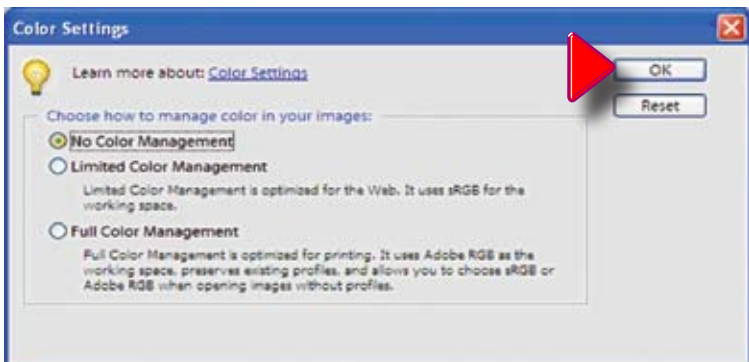 Color Settings
Learn more about: Color Settings
OK
Reset
Choose how to manage color in your images:
No Color Management
Limited Color Management
Limited Color Management is optimized for the Web. It uses sRGB for the
working space.
Full Color Management
Full Color Management is optimized for printing. It uses Adobe RGB as the
working space, preserves existing profiles, and allows you to choose sRGB or
Adobe RGB when opening images without profiles.